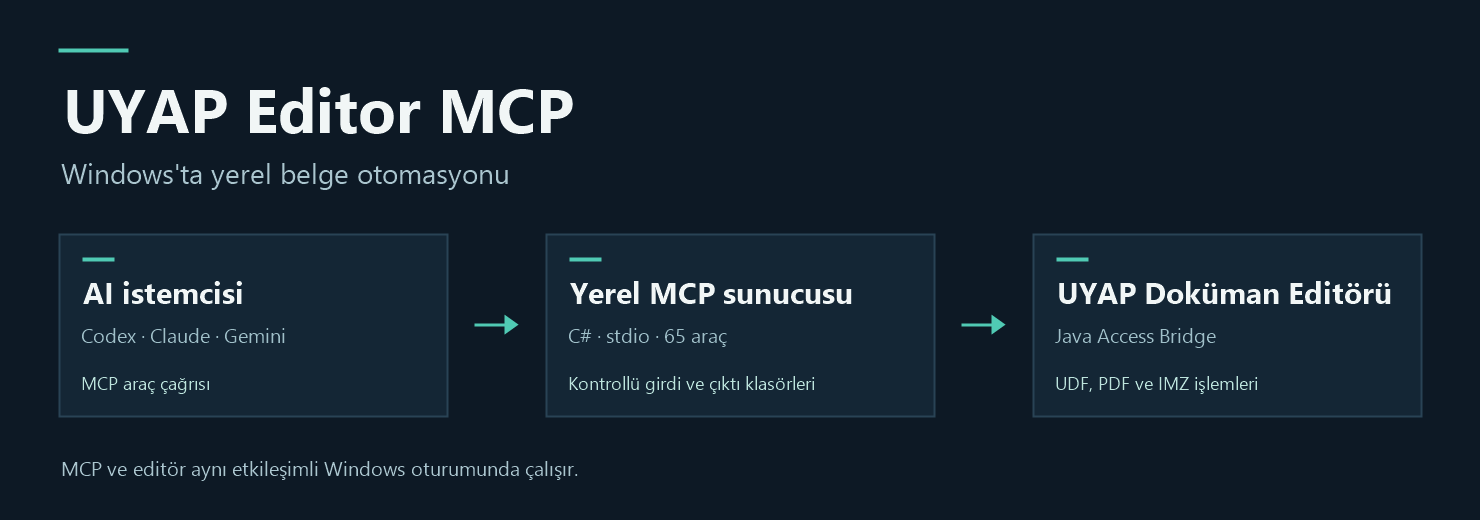 UYAP Editor MCP
Windows'ta yerel belge otomasyonu
AI istemcisi
Codex · Claude · Gemini
MCP araç çağrısı
Yerel MCP sunucusu
C# · stdio · 65 araç
Kontrollü girdi ve çıktı klasörleri
UYAP Doküman Editörü
Java Access Bridge
UDF, PDF ve IMZ işlemleri
MCP ve editör aynı etkileşimli Windows oturumunda çalışır.